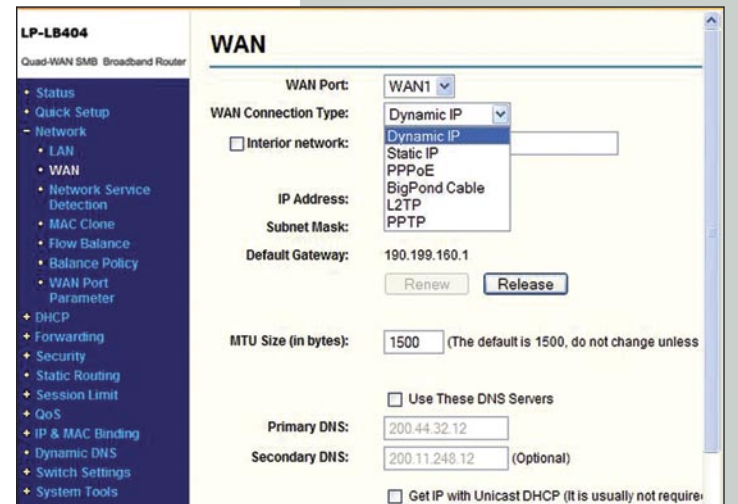 LP-LB404
Quad-WAN SMB Broadband Router
Status
Quick Setup
Network
LAN
WAN
Network Service
Detection
MAC Clone
Flow Balance
Balance Policy
WAN Port
Parameter
DHCP
Forwarding
Security
Static Routing
Session Limit
QoS
IP & MAC Binding
Dynamic DNS
Switch Settings
System Tools
WAN
WAN Port: WAN1
WAN Connection Type: Dynamic IP
Dynamic IP
Static IP
PPPoE
BigPond Cable
L2TP
PPTP
Interior network:
IP Address:
Subnet Mask:
Default Gateway: 190.199.160.1
Renew Release
MTU Size (in bytes): 1500 (The default is 1500, do not change unless
Use These DNS Servers
Primary DNS: 200.44.32.12
Secondary DNS: 200.11.248.12 (Optional)
Get IP with Unicast DHCP (It is usually not require